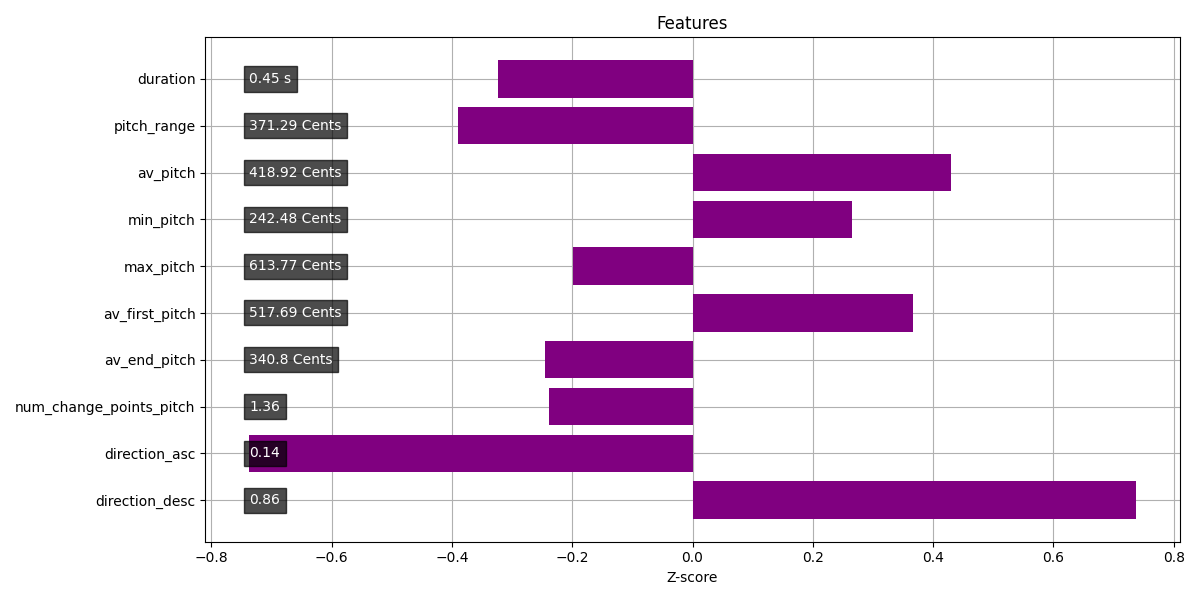 Features
duration
0.45 s
pitch_range
371.29 Cents
av_pitch
418.92 Cents
min_pitch
242.48 Cents
max_pitch
613.77 Cents
av_first_pitch
517.69 Cents
av_end_pitch
340.8 Cents
num_change_points_pitch
1.36
direction_asc
0.14
direction_desc
0.86
−0.8 −0.6 −0.4 −0.2 0.0 0.2 0.4 0.6 0.8
Z-score